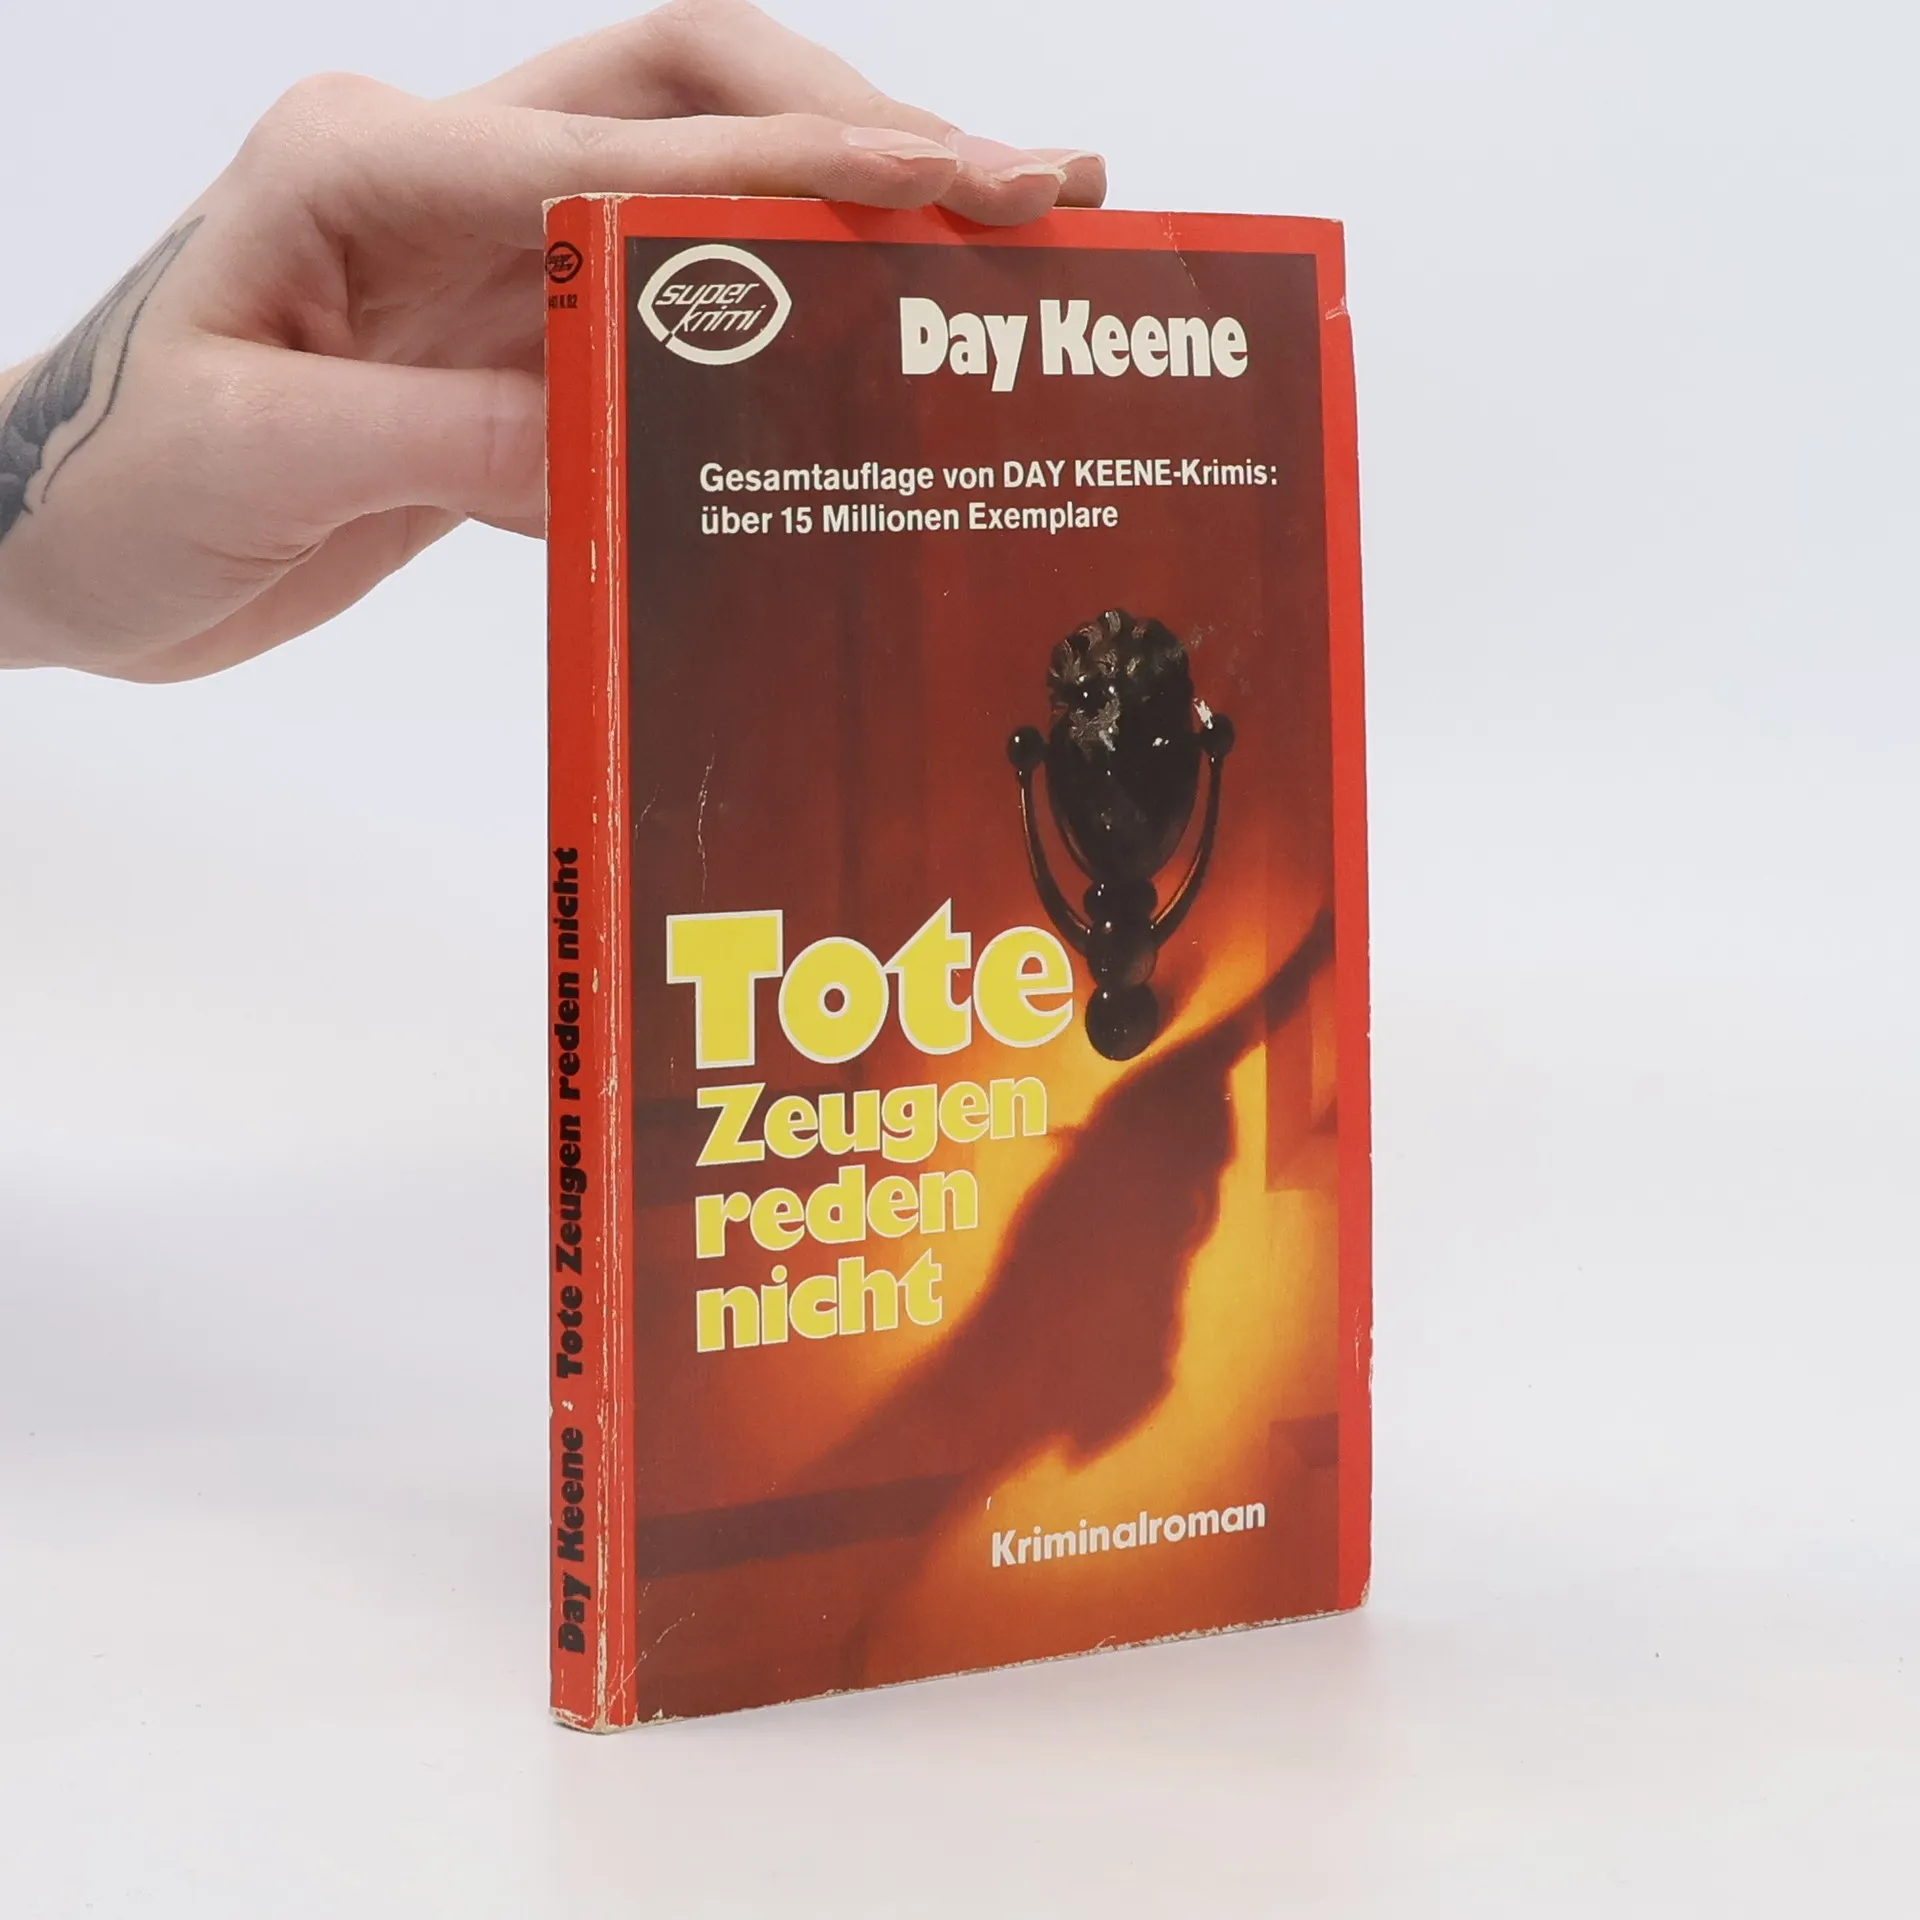 super
krimi
Day Keene
Gesamtauflage von DAY KEENE-Krimis:
über 15 Millionen Exemplare
Tote
Zeugen
reden
nicht
Kriminalroman
Day Keene · Tote Zeugen reden nicht